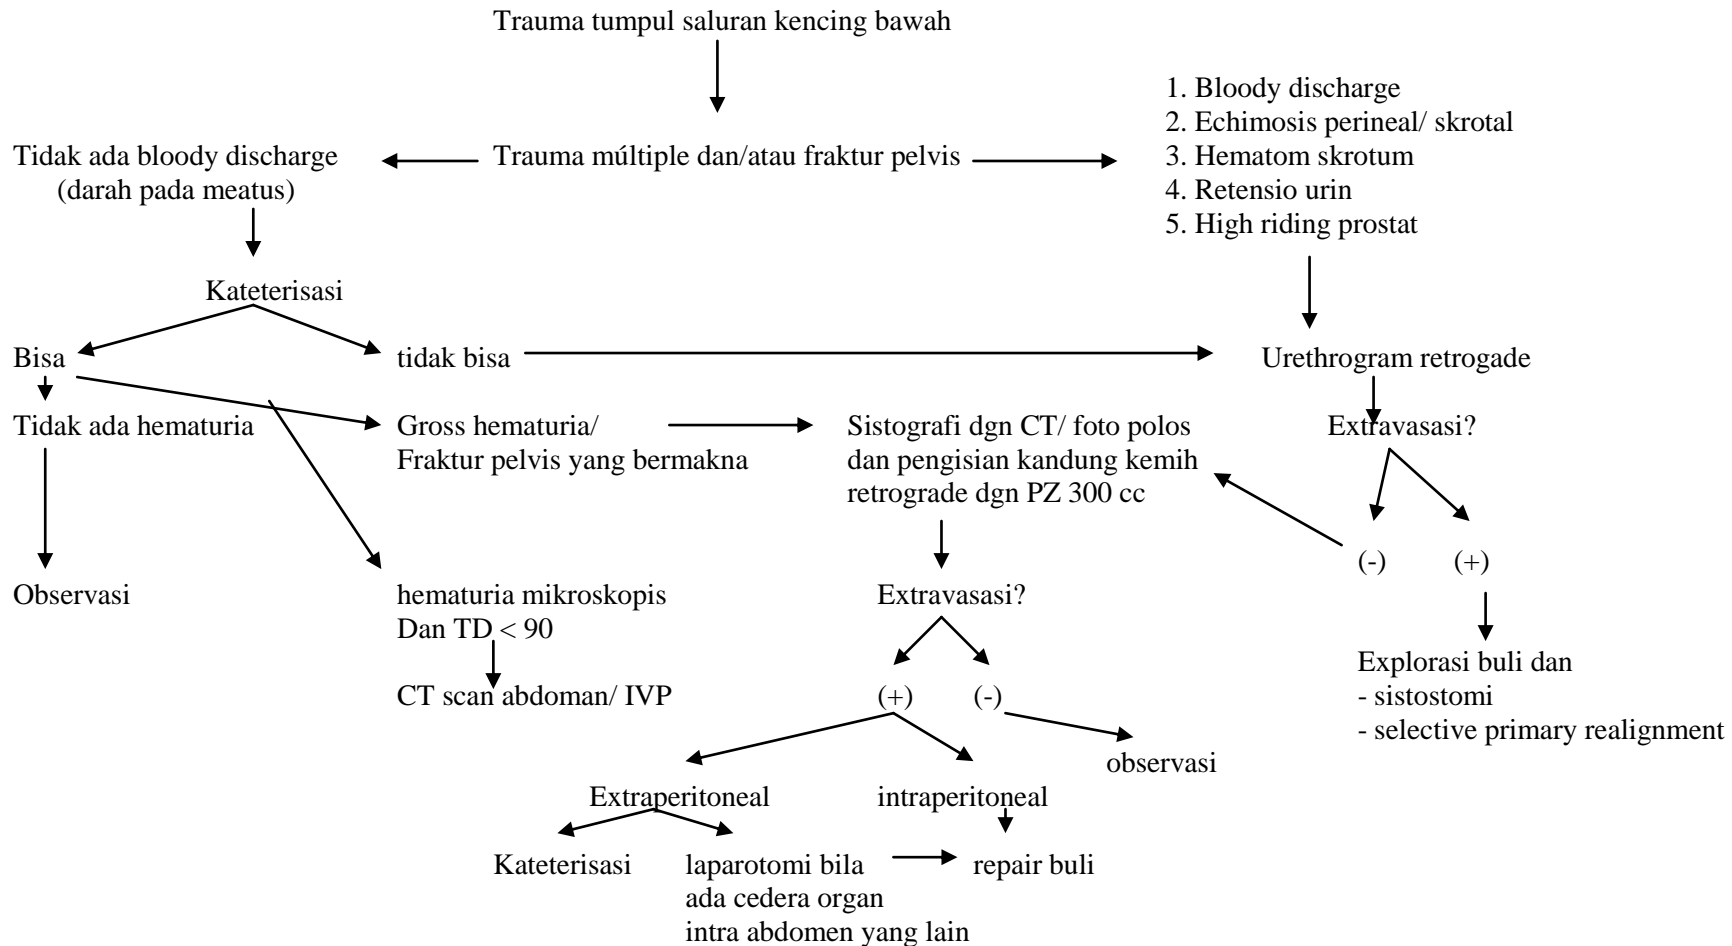 Trauma tumpul saluran kencing bawah
1. Bloody discharge
2. Echimosis perineal/ skrotal
3. Hematom skrotum
4. Retensio urin
5. High riding prostat
Tidak ada bloody discharge
(darah pada meatus)
Trauma múltiple dan/atau fraktur pelvis
Kateterisasi
Bisa
tidak bisa
Urethrogram retrogade
Tidak ada hematuria
Gross hematuria/
Fraktur pelvis yang bermakna
Sistografi dgn CT/ foto polos
dan pengisian kandung kemih
retrograde dgn PZ 300 cc
Extravasasi?
(-)
(+)
Observasi
hematuria mikroskopis
Dan TD < 90
Extravasasi?
CT scan abdoman/ IVP
(+)
(-)
Explorasi buli dan
- sistostomi
- selective primary realignment
observasi
Extraperitoneal
intraperitoneal
Kateterisasi
laparotomi bila
ada cedera organ
intra abdomen yang lain
repair buli